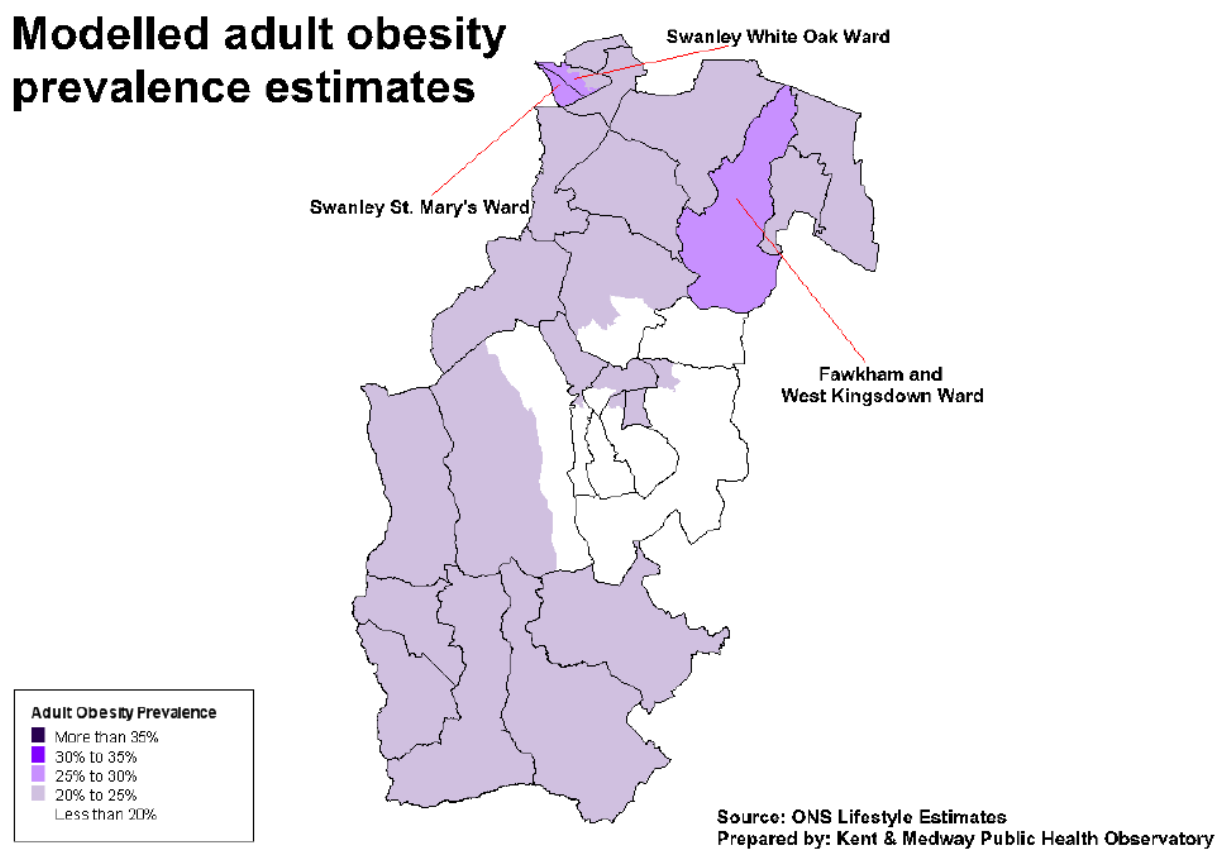 Modelled adult obesity
prevalence estimates
Swanley White Oak Ward
Swanley St. Mary's Ward
Fawkham and
West Kingsdown Ward
Adult Obesity Prevalence
More than 35%
30% to 35%
25% to 30%
20% to 25%
Less than 20%
Source: ONS Lifestyle Estimates
Prepared by: Kent & Medway Public Health Observatory